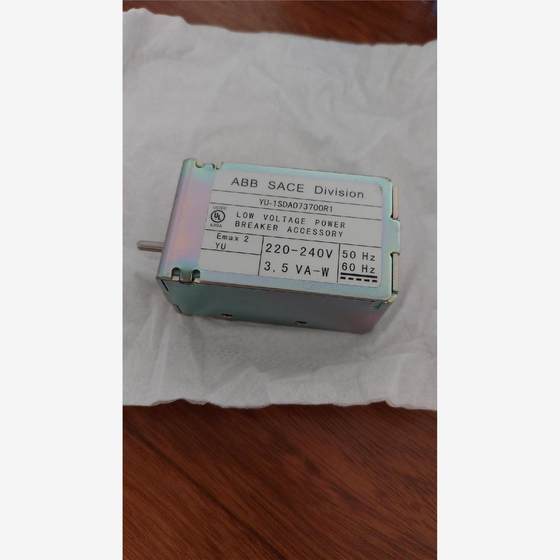 ABB SACE Division
YU-1SDA073700R1
LOW VOLTAGE POWER
BREAKER ACCESSORY
Emax 2
YU
220-240V
3.5 VA-W
50 Hz
60 Hz
UL